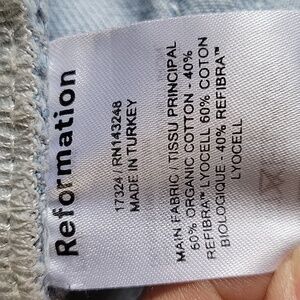 Reformation
17324 / RN143248
MADE IN TURKEY
MAIN FABRIC / TISSU PRINCIPAL
60% ORGANIC COTTON - 40%
REFIBRA™ LYOCELL 60% COTON
BIOLOGIQUE - 40% REFIBRA™
LYOCELL